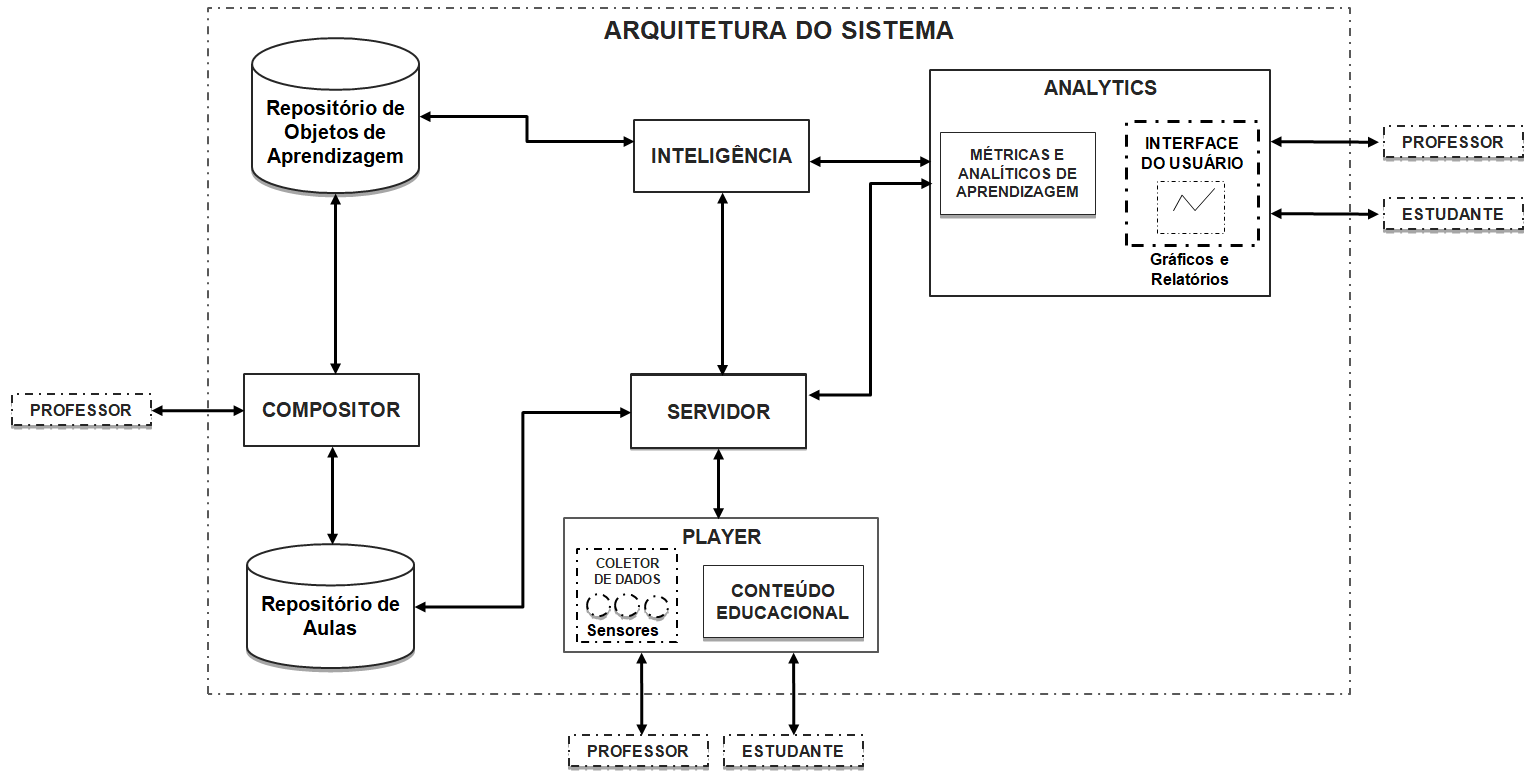 ARQUITETURA DO SISTEMA
Repositório de
Objetos de
Aprendizagem
INTELIGÊNCIA
ANALYTICS
MÉTRICAS E
ANALÍTICOS DE
APRENDIZAGEM
INTERFACE
DO USUÁRIO
Gráficos e
Relatórios
PROFESSOR
ESTUDANTE
PROFESSOR
COMPOSITOR
SERVIDOR
Repositório de
Aulas
PLAYER
COLETOR
DE DADOS
Sensores
CONTEÚDO
EDUCACIONAL
PROFESSOR
ESTUDANTE